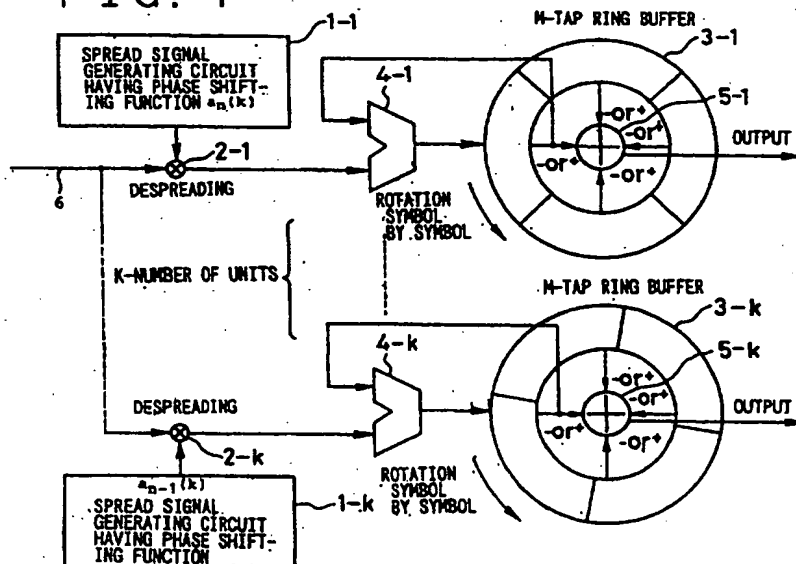 FIG. 1
1-1
SPREAD SIGNAL
GENERATING CIRCUIT
HAVING PHASE SHIFT-
ING FUNCTION an(k)
2-1
DESPREADING
6
4-1
ROTATION
SYMBOL
BY SYMBOL
M-TAP RING BUFFER
3-1
5-1
-or+
-or+
-or+
-or+
OUTPUT
K-NUMBER OF UNITS
M-TAP RING BUFFER
3-k
5-k
-or+
-or+
-or+
-or+
OUTPUT
4-k
DESPREADING
2-k
ROTATION
SYMBOL
BY SYMBOL
an-1(k)
SPREAD SIGNAL
GENERATING CIRCUIT
HAVING PHASE SHIFT-
ING FUNCTION
1-k